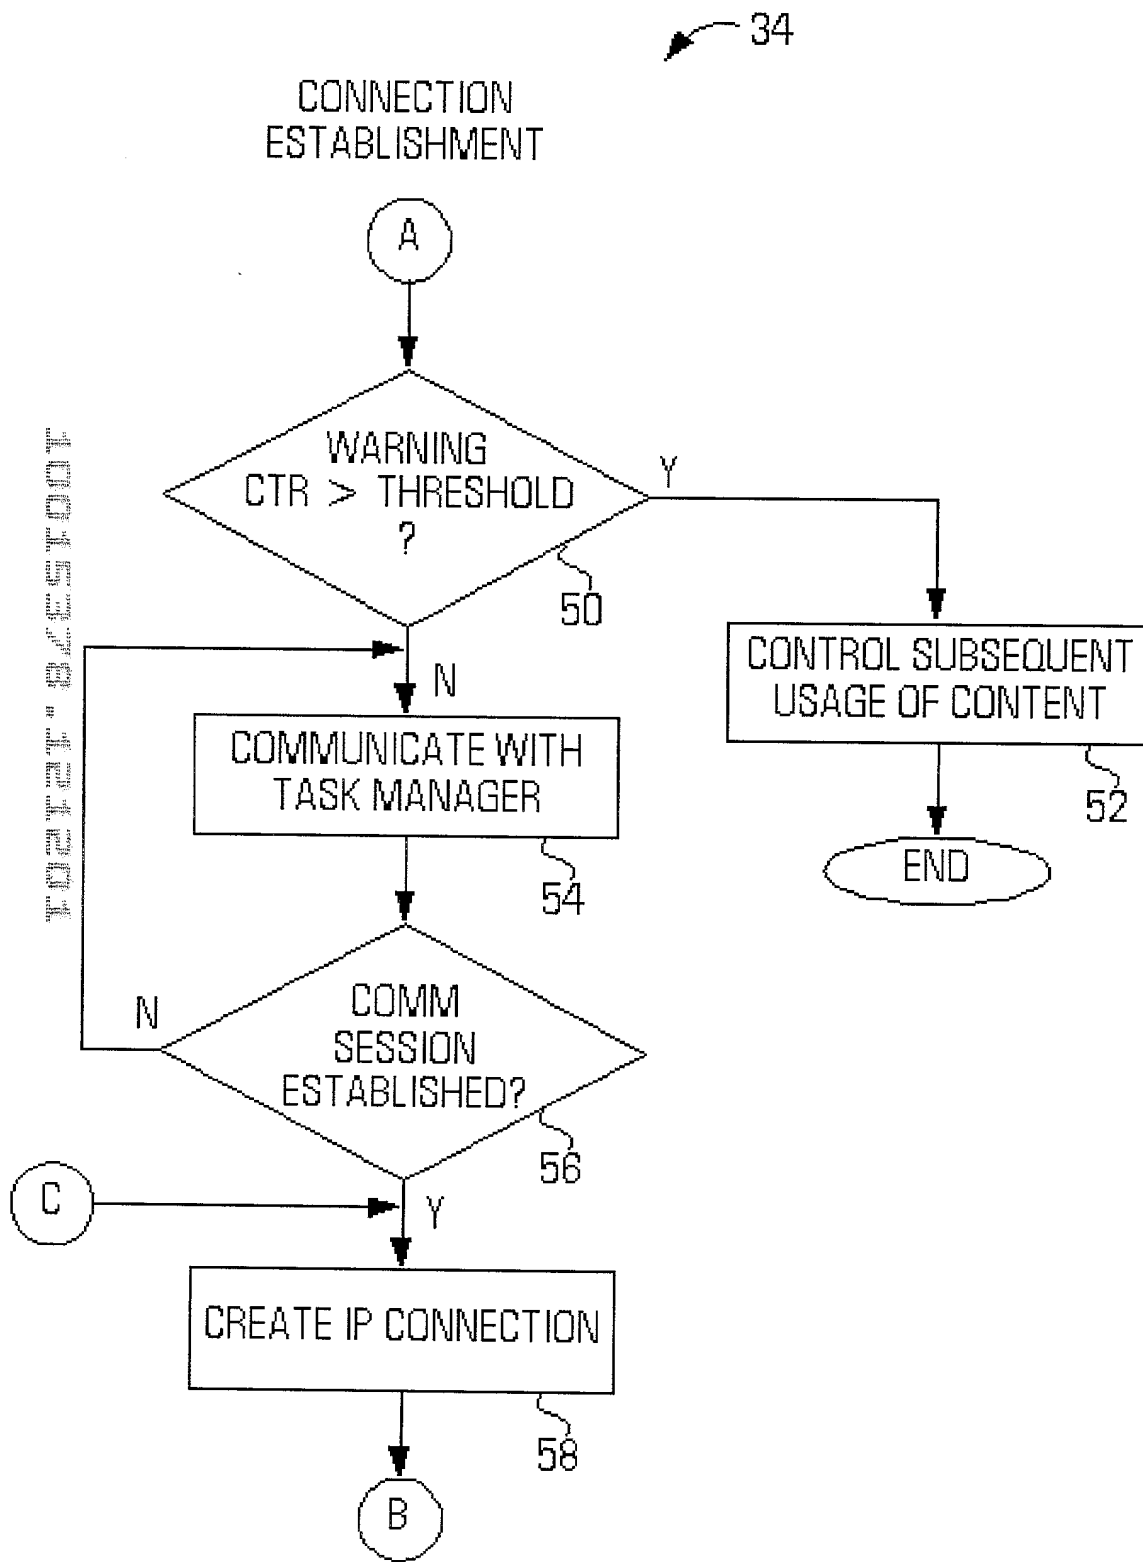 34
CONNECTION
ESTABLISHMENT
A
WARNING
CTR > THRESHOLD
?
Y
50
N
CONTROL SUBSEQUENT
USAGE OF CONTENT
52
END
COMMUNICATE WITH
TASK MANAGER
54
COMM
SESSION
ESTABLISHED?
N
56
C
Y
CREATE IP CONNECTION
58
B